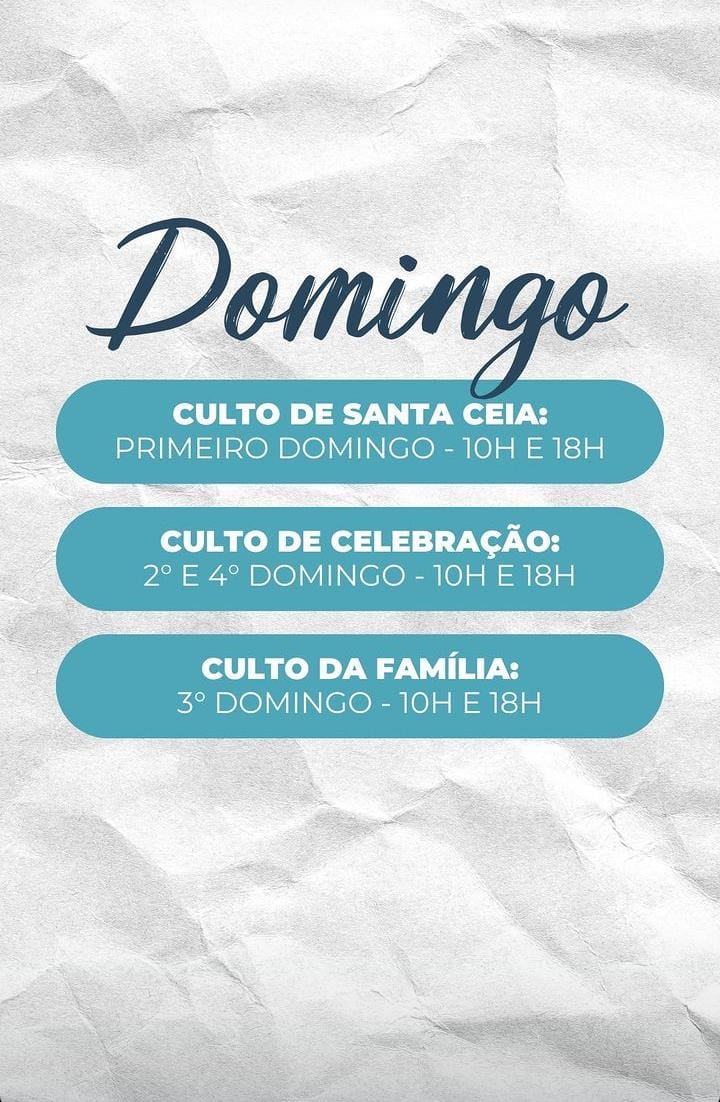 Domingo
CULTO DE SANTA CEIA:
PRIMEIRO DOMINGO - 10H E 18H
CULTO DE CELEBRAÇÃO:
2° E 4° DOMINGO - 10H E 18H
CULTO DA FAMÍLIA:
3° DOMINGO - 10H E 18H